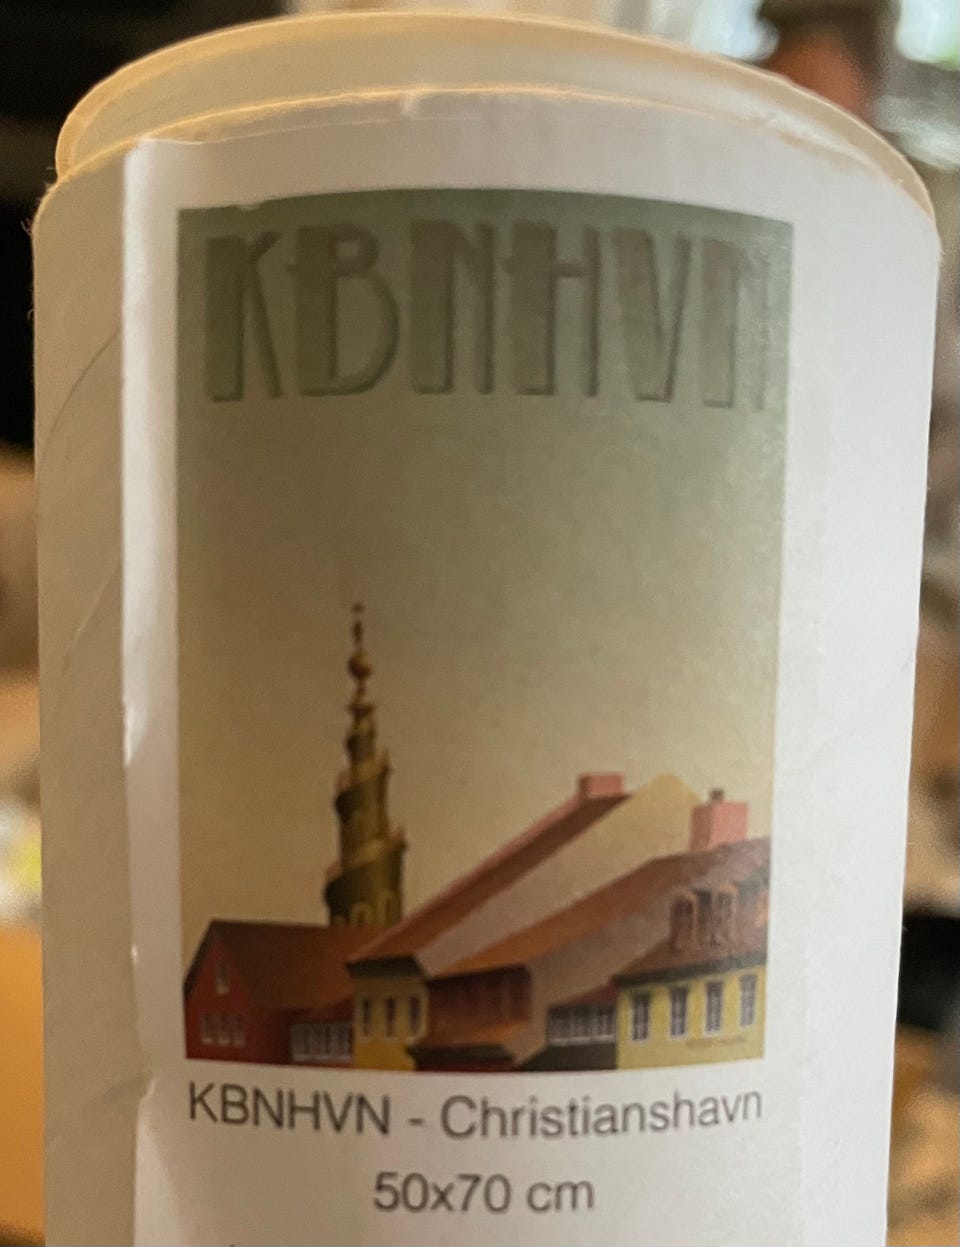 KBNHVN
KBNHVN - Christianshavn
50x70 cm